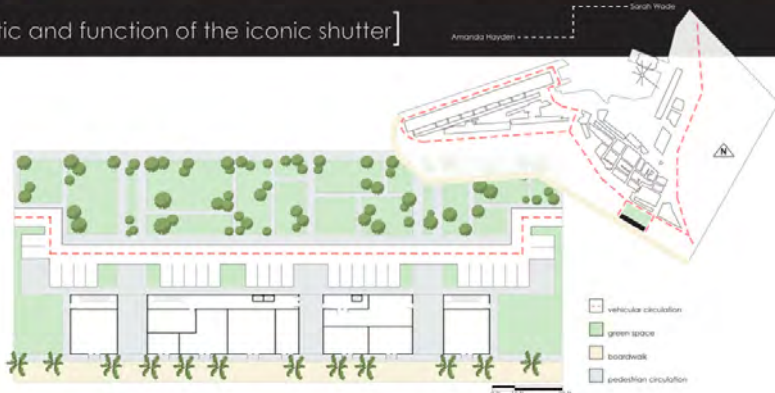 tic and function of the iconic shutter]
Sarah Wade
Amanda Hayden
N
vehicular circulation
green space
boardwalk
pedestrian circulation